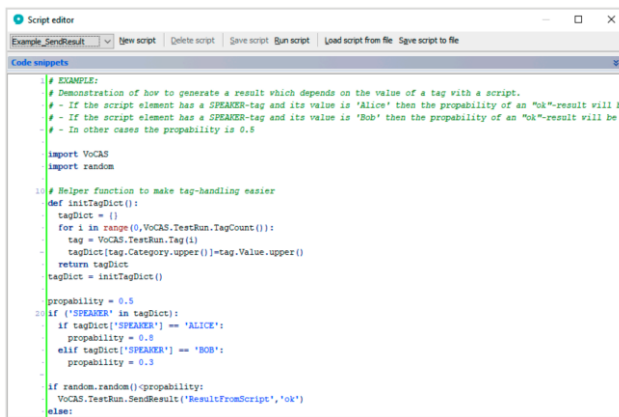 Script editor
Example_SendResult New script Delete script Save script Run script Load script from file Save script to file
Code snippets
1 # EXAMPLE:
# Demonstration of how to generate a result which depends on the value of a tag with a script.
# - If the script element has a SPEAKER-tag and its value is 'Alice' then the propability of an "ok"-result will
# - If the script element has a SPEAKER-tag and its value is 'Bob' then the propability of an "ok"-result will be
# - In other cases the propability is 0.5
import VoCAS
import random
10 # Helper function to make tag-handling easier
def initTagDict():
tagDict = {}
for i in range(0,VoCAS.TestRun.TagCount()):
tag = VoCAS.TestRun.Tag(i)
tagDict[tag.Category.upper()]=tag.Value.upper()
return tagDict
tagDict = initTagDict()
propability = 0.5
20 if ('SPEAKER' in tagDict):
if tagDict['SPEAKER'] == 'ALICE':
propability = 0.8
elif tagDict['SPEAKER'] == 'BOB':
propability = 0.3
if random.random()<propability:
VoCAS.TestRun.SendResult('ResultFromScript','ok')
else: